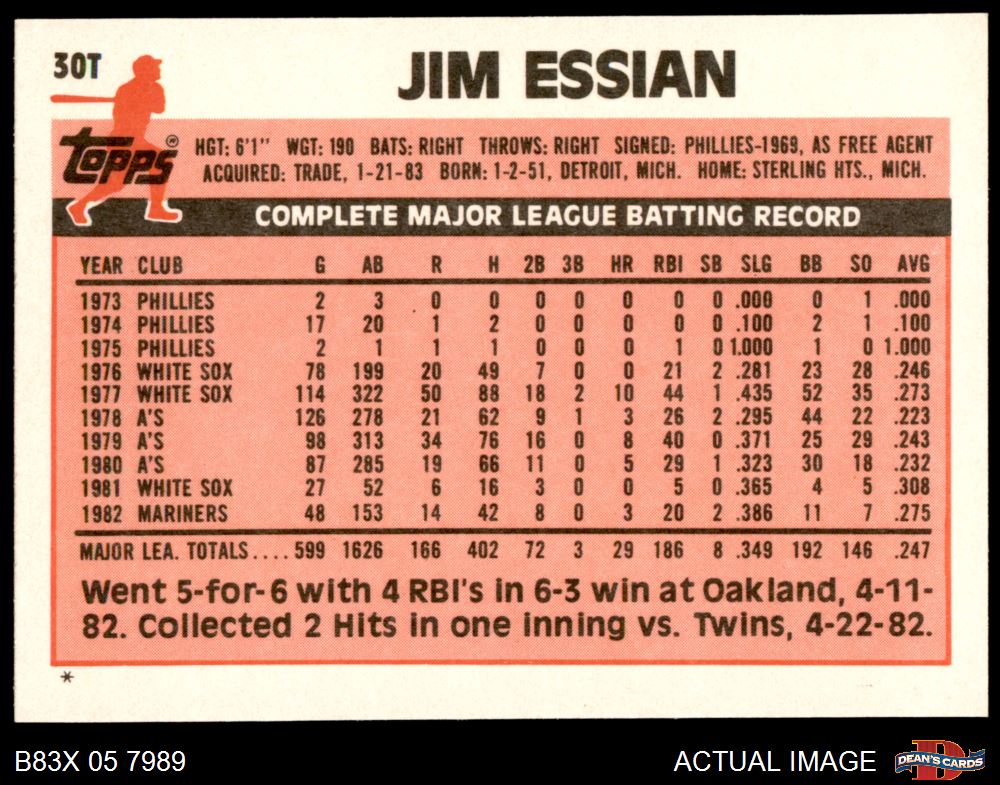 30T
JIM ESSIAN
Topps®
HGT: 6'1" WGT: 190 BATS: RIGHT THROWS: RIGHT SIGNED: PHILLIES-1969, AS FREE AGENT
ACQUIRED: TRADE, 1-21-83 BORN: 1-2-51, DETROIT, MICH. HOME: STERLING HTS., MICH.
COMPLETE MAJOR LEAGUE BATTING RECORD
YEAR CLUB G AB R H 2B 3B HR RBI SB SLG BB SO AVG
1973 PHILLIES 2 3 0 0 0 0 0 0 0 .000 0 1 .000
1974 PHILLIES 17 20 1 2 0 0 0 0 0 .100 2 1 .100
1975 PHILLIES 2 1 1 1 0 0 0 1 0 1.000 1 0 1.000
1976 WHITE SOX 78 199 20 49 7 0 0 21 2 .281 23 28 .246
1977 WHITE SOX 114 322 50 88 18 2 10 44 1 .435 52 35 .273
1978 A'S 126 278 21 62 9 1 3 26 2 .295 44 22 .223
1979 A'S 98 313 34 76 16 0 8 40 0 .371 25 29 .243
1980 A'S 87 285 19 66 11 0 5 29 1 .323 30 18 .232
1981 WHITE SOX 27 52 6 16 3 0 0 5 0 .365 4 5 .308
1982 MARINERS 48 153 14 42 8 0 3 20 2 .386 11 7 .275
MAJOR LEA. TOTALS.... 599 1626 166 402 72 3 29 186 8 .349 192 146 .247
Went 5-for-6 with 4 RBI's in 6-3 win at Oakland, 4-11-
82. Collected 2 Hits in one inning vs. Twins, 4-22-82.
*
B83X 05 7989
ACTUAL IMAGE
D
DEAN'S CARDS